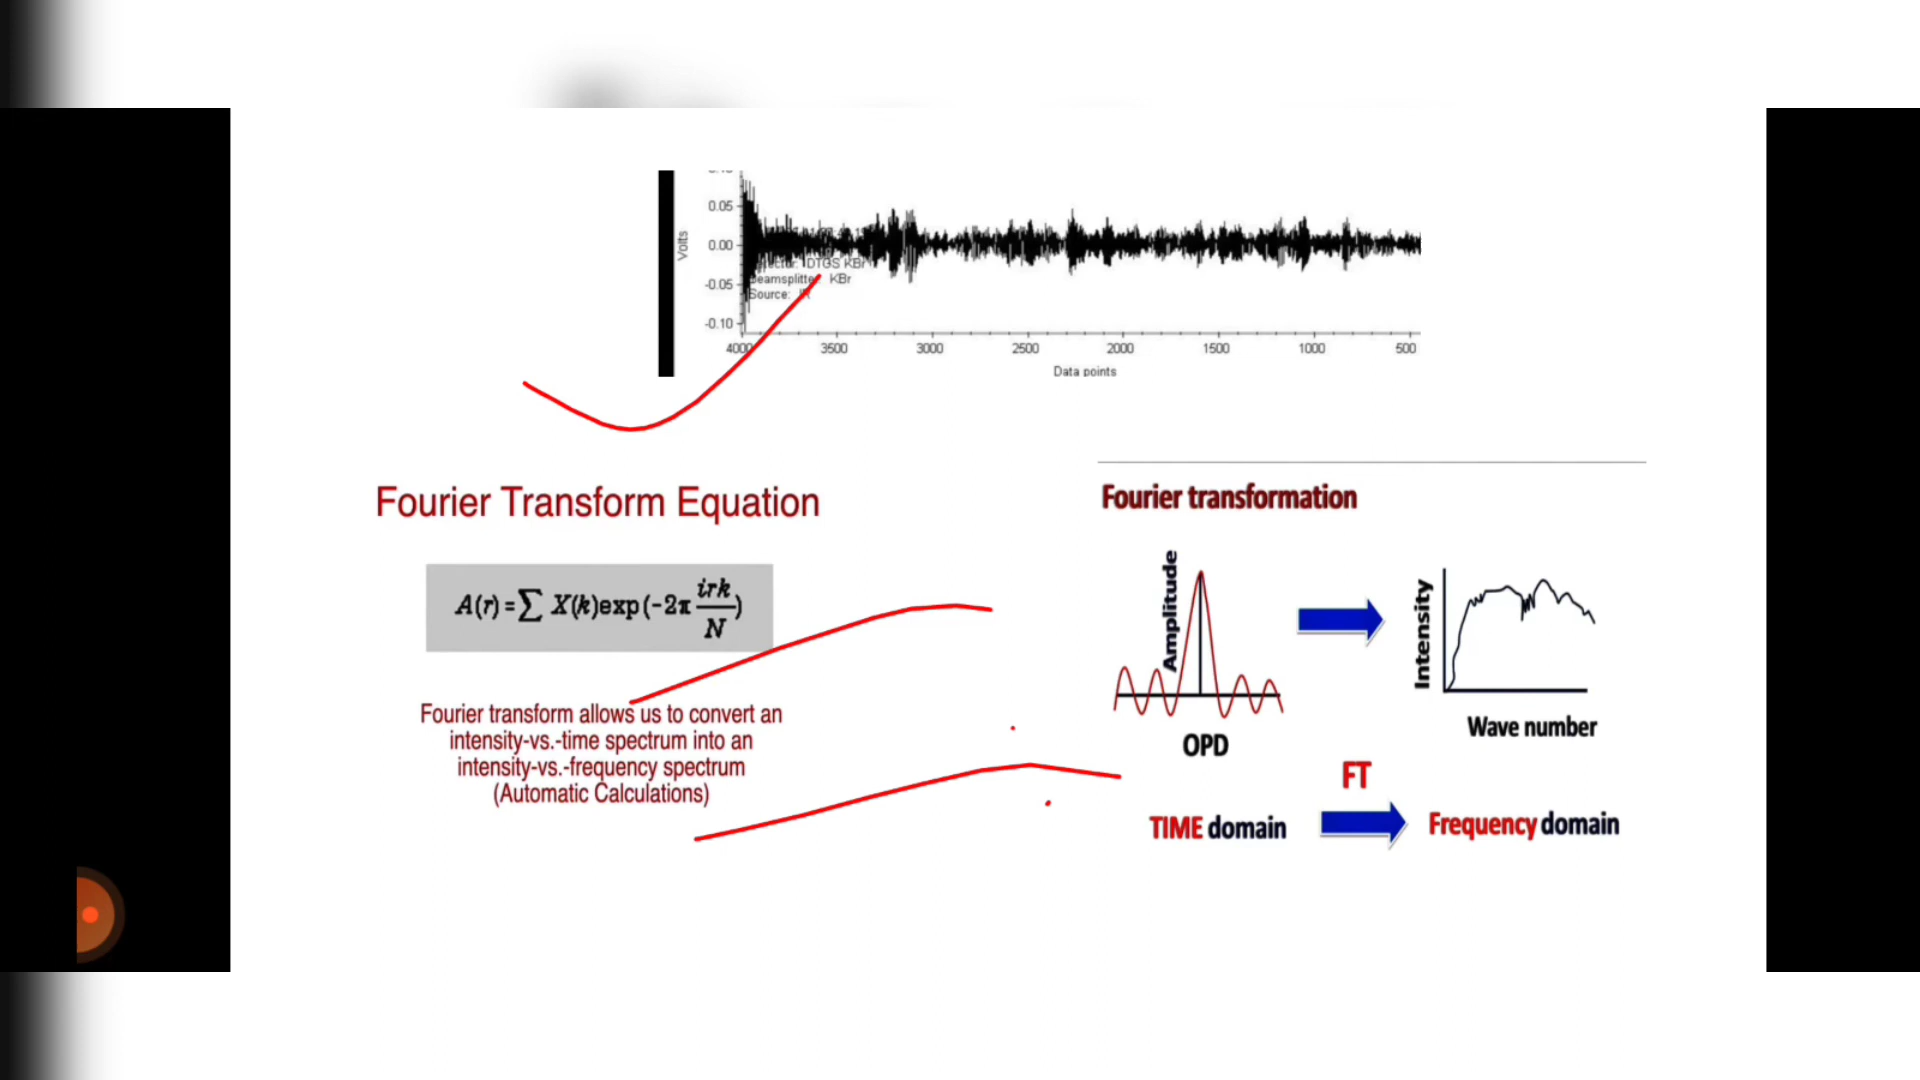 0.05
Volts
0.00
DTGS KBr
-0.05
Beamsplitter: KBr
Source:
-0.10
4000 3500 3000 2500 2000 1500 1000 500
Data points
Fourier Transform Equation
A(r) = ∑ X(k)exp(-2π irk/N)
Fourier transform allows us to convert an
intensity-vs.-time spectrum into an
intensity-vs.-frequency spectrum
(Automatic Calculations)
Fourier transformation
Amplitude
OPD
Intensity
Wave number
FT
TIME domain
Frequency domain